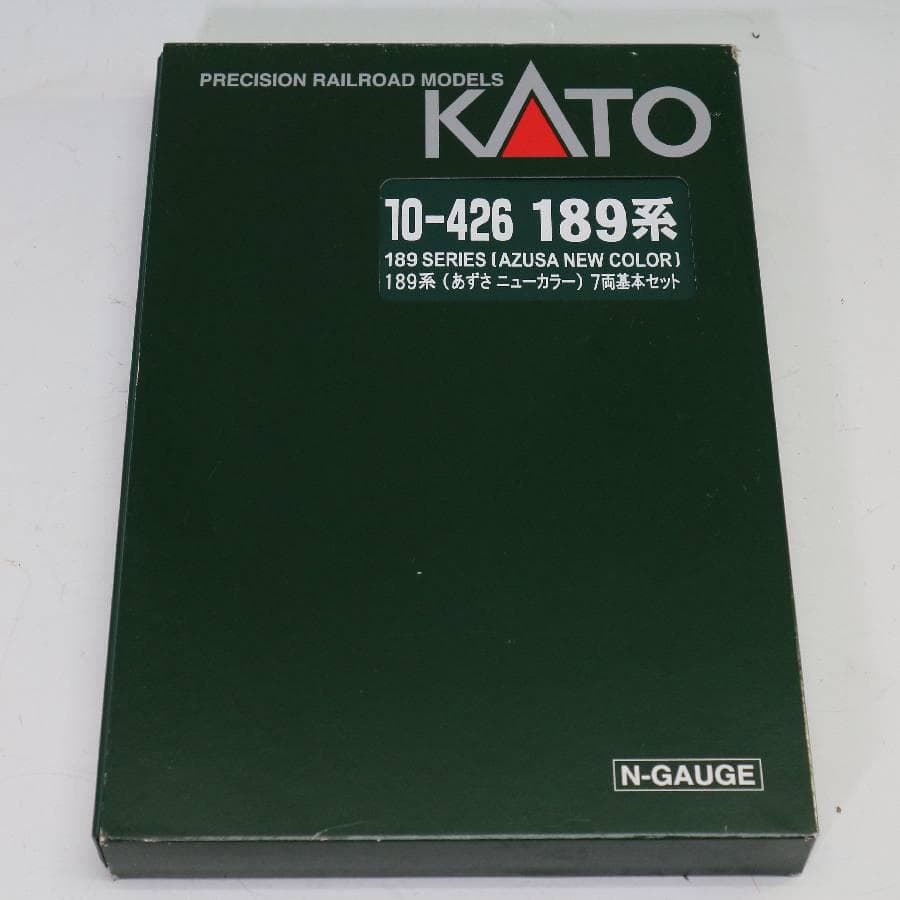 PRECISION RAILROAD MODELS
KATO
10-426 189系
189 SERIES (AZUSA NEW COLOR)
189系 (あずさ ニューカラー) 7両基本セット
N-GAUGE